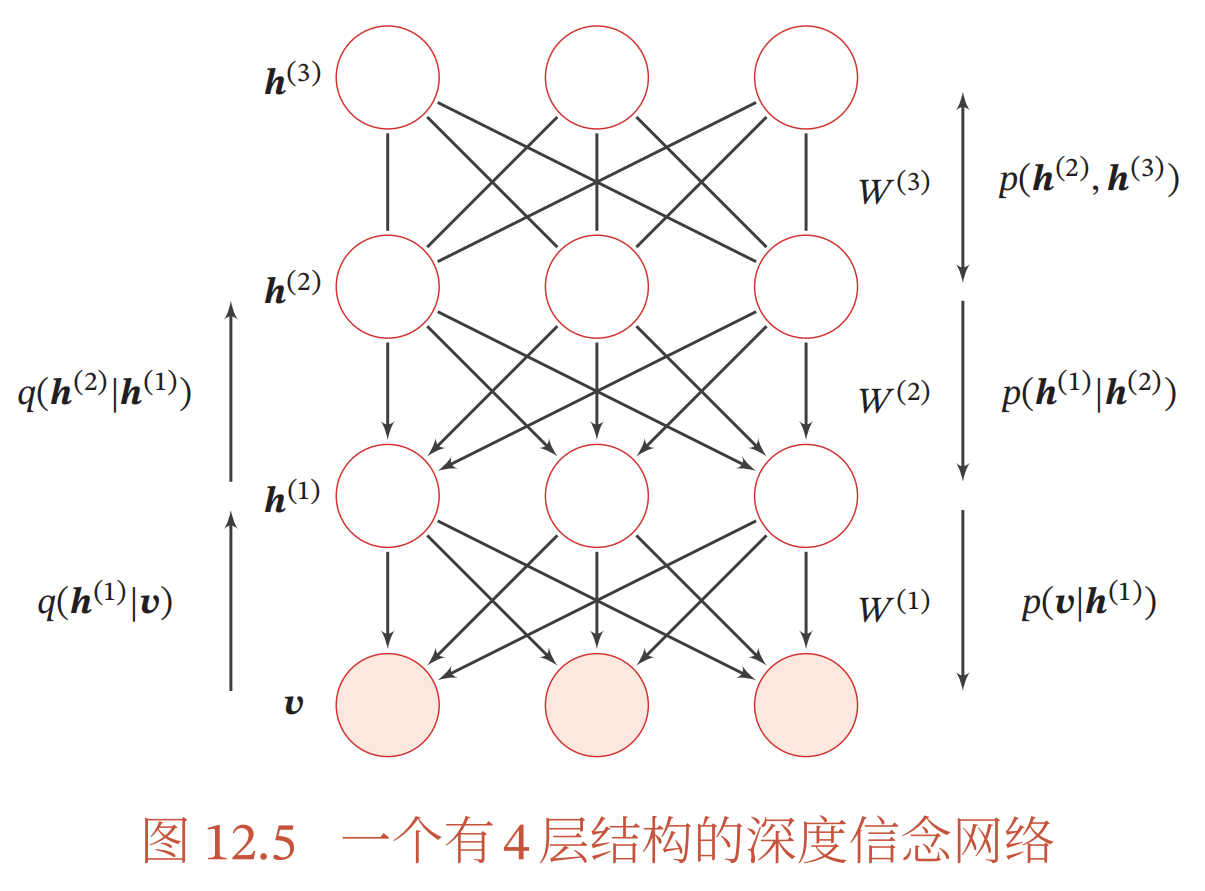 h^(3)
W^(3)
p(h^(2), h^(3))
h^(2)
q(h^(2)|h^(1))
W^(2)
p(h^(1)|h^(2))
h^(1)
q(h^(1)|v)
W^(1)
p(v|h^(1))
v
图 12.5 一个有 4 层结构的深度信念网络